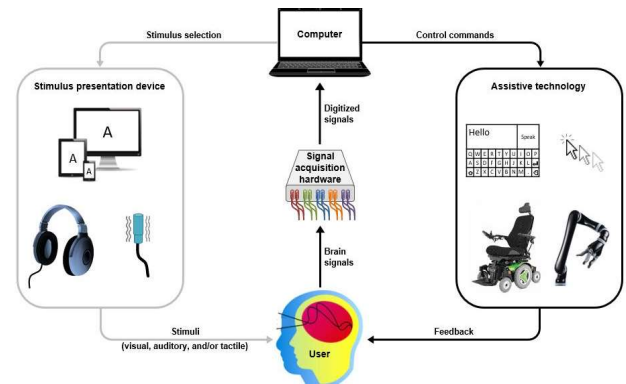 Stimulus selection
Computer
Control commands
Stimulus presentation device
A
A
A
Digitized
signals
Signal
acquisition
hardware
Brain
signals
Assistive technology
Hello
Speak
Q W E R T Y U I O P
A S D F G H J K L
Z X C V B N M
Stimuli
(visual, auditory, and/or tactile)
User
Feedback